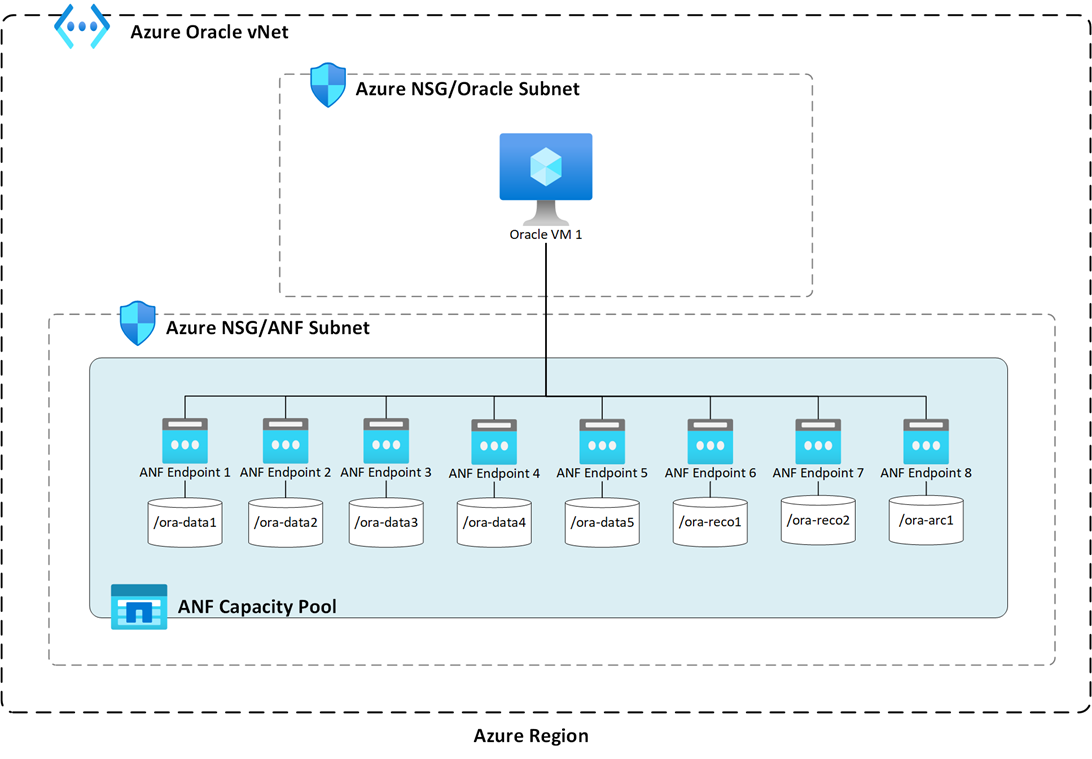 Azure Oracle vNet
Azure NSG/Oracle Subnet
Oracle VM 1
Azure NSG/ANF Subnet
ANF Endpoint 1
ANF Endpoint 2
ANF Endpoint 3
ANF Endpoint 4
ANF Endpoint 5
ANF Endpoint 6
ANF Endpoint 7
ANF Endpoint 8
/ora-data1
/ora-data2
/ora-data3
/ora-data4
/ora-data5
/ora-reco1
/ora-reco2
/ora-arc1
ANF Capacity Pool
Azure Region